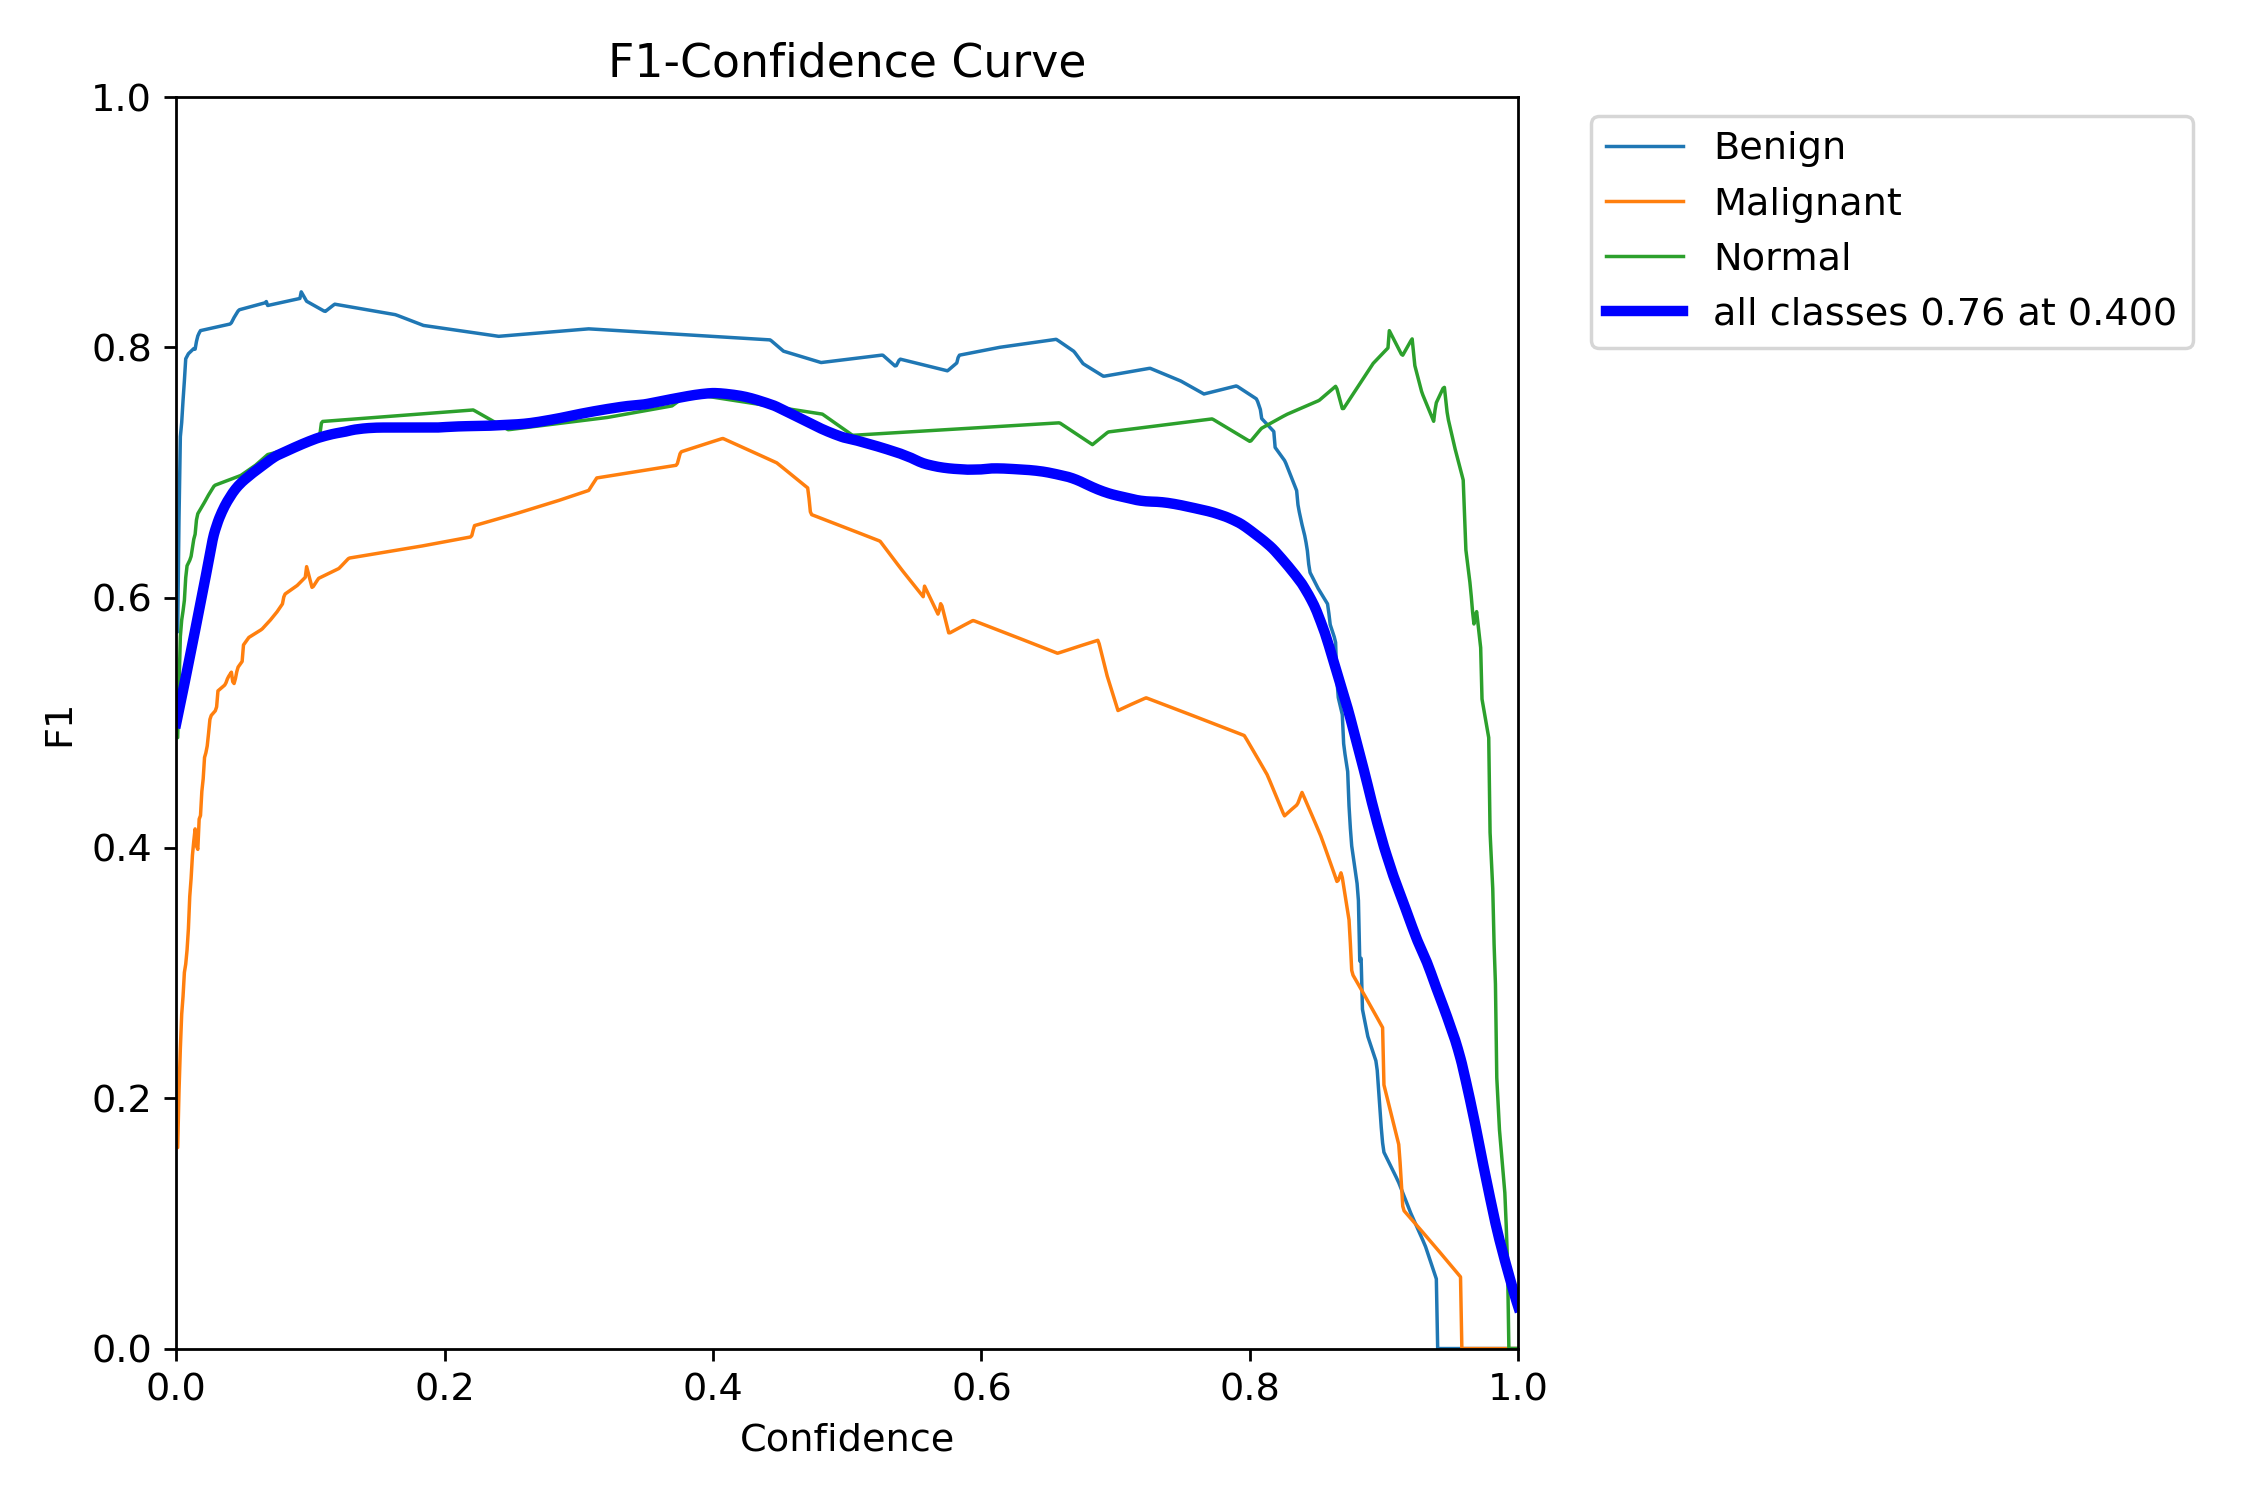 F1-Confidence Curve
1.0
0.8
0.6
0.4
0.2
0.0
F1
0.0 0.2 0.4 0.6 0.8 1.0
Confidence
Benign
Malignant
Normal
all classes 0.76 at 0.400